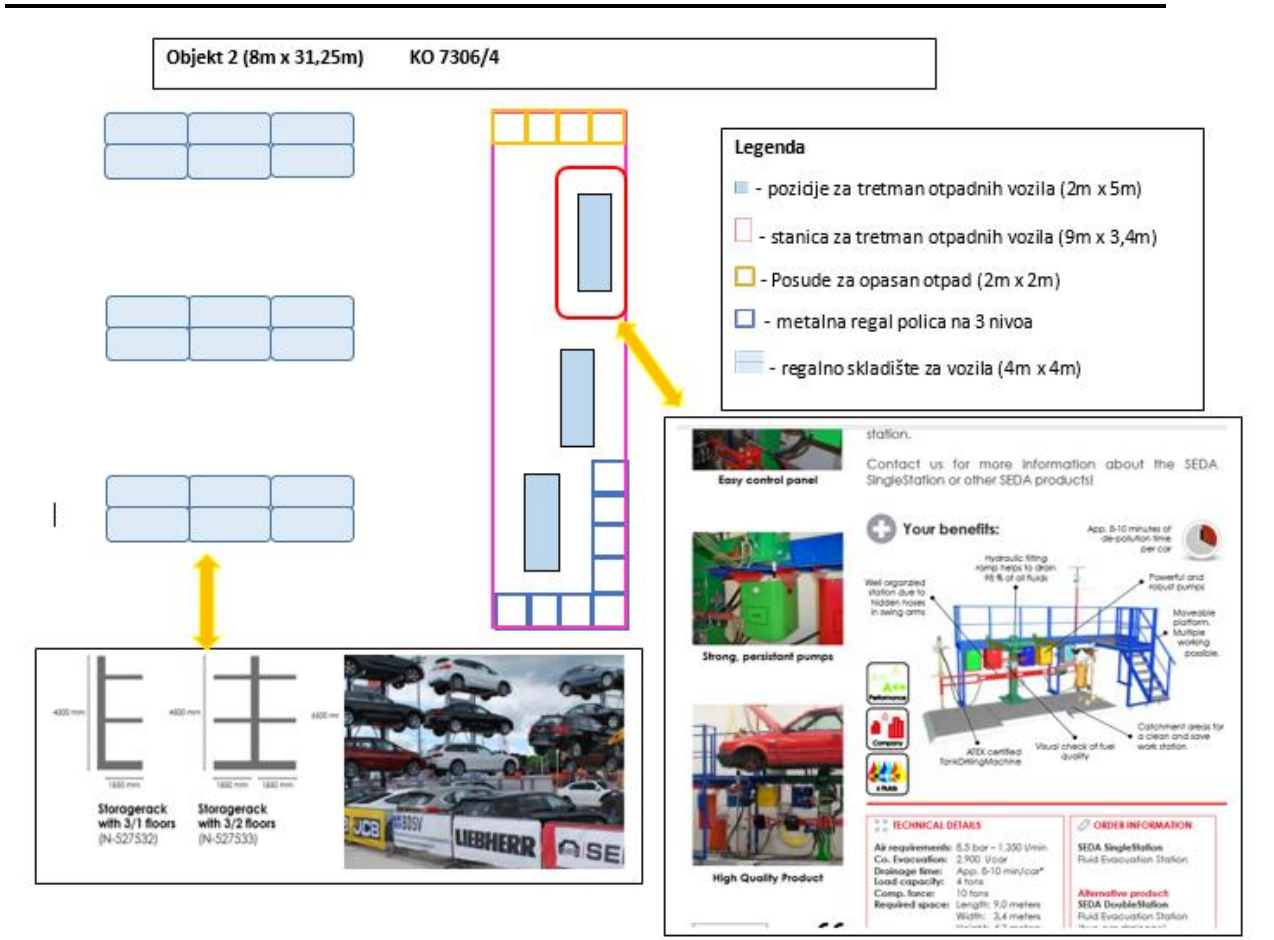 Objekt 2 (8m x 31,25m) KO 7306/4
Legenda
- pozicije za tretman otpadnih vozila (2m x 5m)
- stanica za tretman otpadnih vozila (9m x 3,4m)
- Posude za opasan otpad (2m x 2m)
- metalna regal polica na 3 nivoa
- regalno skladište za vozila (4m x 4m)
station.
Contact us for more information about the SEDA
SingleStation or other SEDA products!
Easy control panel
Your benefits:
App. 8-10 minutes of
de-pollution time
per car
Hydraulic tilting
ramp helps to drain
98 % of all fluids
Well organzied
station due to
hidden hoses
in swing arms
Powerful and
robust pumps
Moveable
platform.
Multiple
working
possible.
Strong, persistant pumps
A++
Performance
Company
ATEX certified
TankDrillingMachine
Visual check of fuel
quality
Catchment areas for
a clean and save
work station
High Quality Product
TECHNICAL DETAILS
Air requirements: 8,5 bar – 1.350 l/min
Co. Evacuation: 2.900 l/car
Drainage time: App. 8-10 min/car*
Load capacity: 4 tons
Comp. force: 10 tons
Required space: Length: 9,0 meters
Width: 3,4 meters
ORDER INFORMATION
SEDA SingleStation
Fluid Evacuation Station
Alternative product:
SEDA DoubleStation
Fluid Evacuation Station
1850 mm
1850 mm
1850 mm
Storagerack
with 3/1 floors
(N-527532)
Storagerack
with 3/2 floors
(N-527533)
JCB
BDSV
LIEBHERR
SE